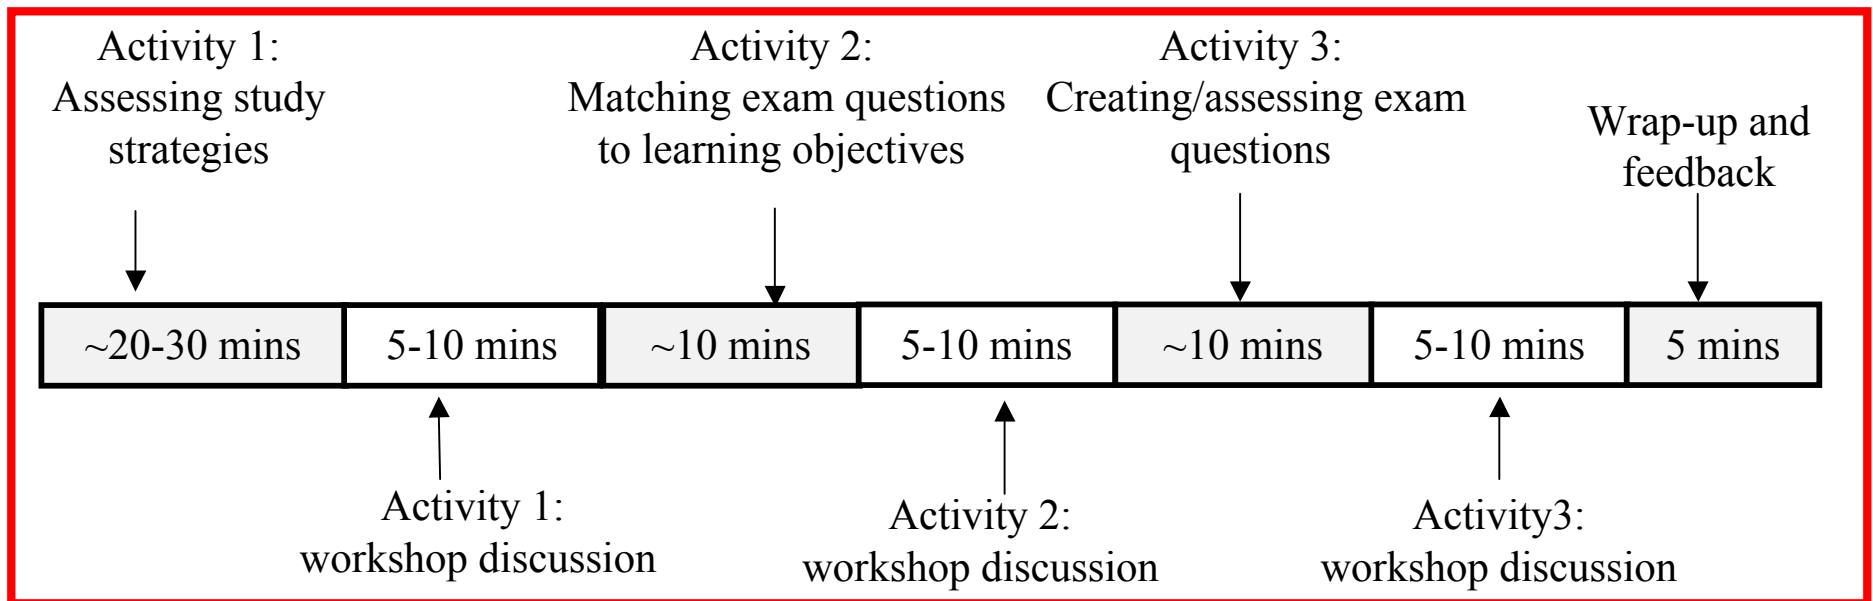 Activity 1:
Assessing study
strategies
Activity 2:
Matching exam questions
to learning objectives
Activity 3:
Creating/assessing exam
questions
Wrap-up and
feedback
~20-30 mins
5-10 mins
~10 mins
5-10 mins
~10 mins
5-10 mins
5 mins
Activity 1:
workshop discussion
Activity 2:
workshop discussion
Activity3:
workshop discussion